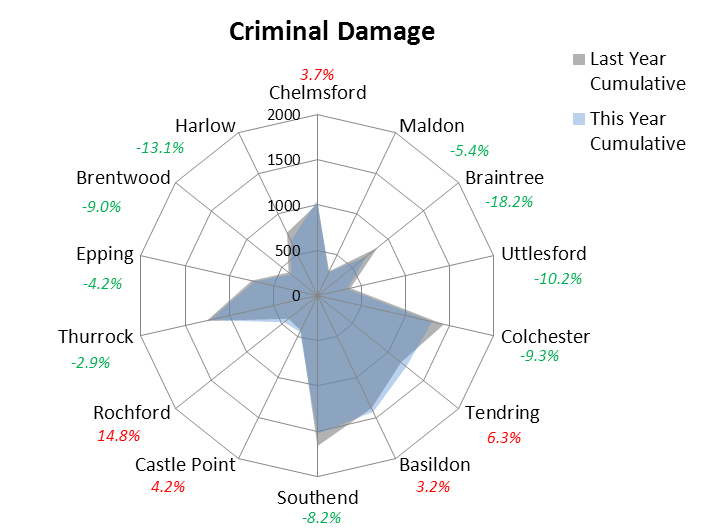 Criminal Damage
Last Year
Cumulative
This Year
Cumulative
3.7%
Chelmsford
2000
1500
1000
500
0
Maldon
-5.4%
Braintree
-18.2%
Uttlesford
-10.2%
Colchester
-9.3%
Tendring
6.3%
Basildon
3.2%
Southend
-8.2%
Castle Point
4.2%
Rochford
14.8%
Thurrock
-2.9%
Epping
-4.2%
Brentwood
-9.0%
Harlow
-13.1%